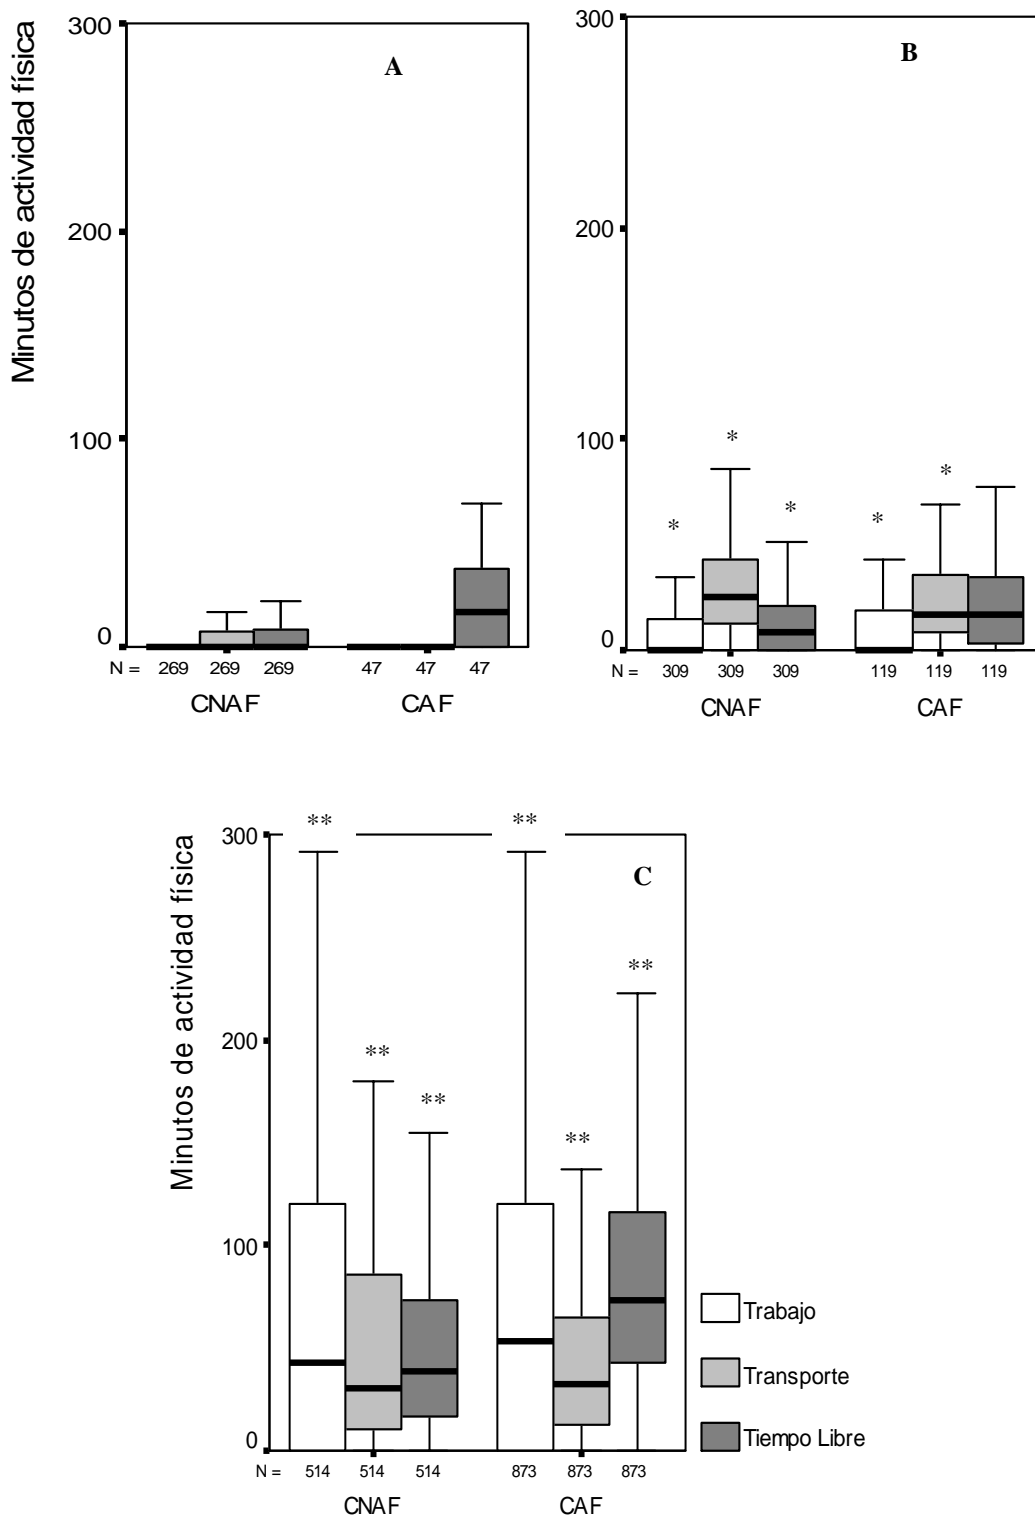 Minutos de actividad física
300
200
100
0
A
N = 269 269 269 47 47 47
CNAF CAF
300
200
100
0
B
* * * * *
N = 309 309 309 119 119 119
CNAF CAF
Minutos de actividad física
300
200
100
0
C
** ** ** ** ** **
N = 514 514 514 873 873 873
CNAF CAF
Trabajo
Transporte
Tiempo Libre